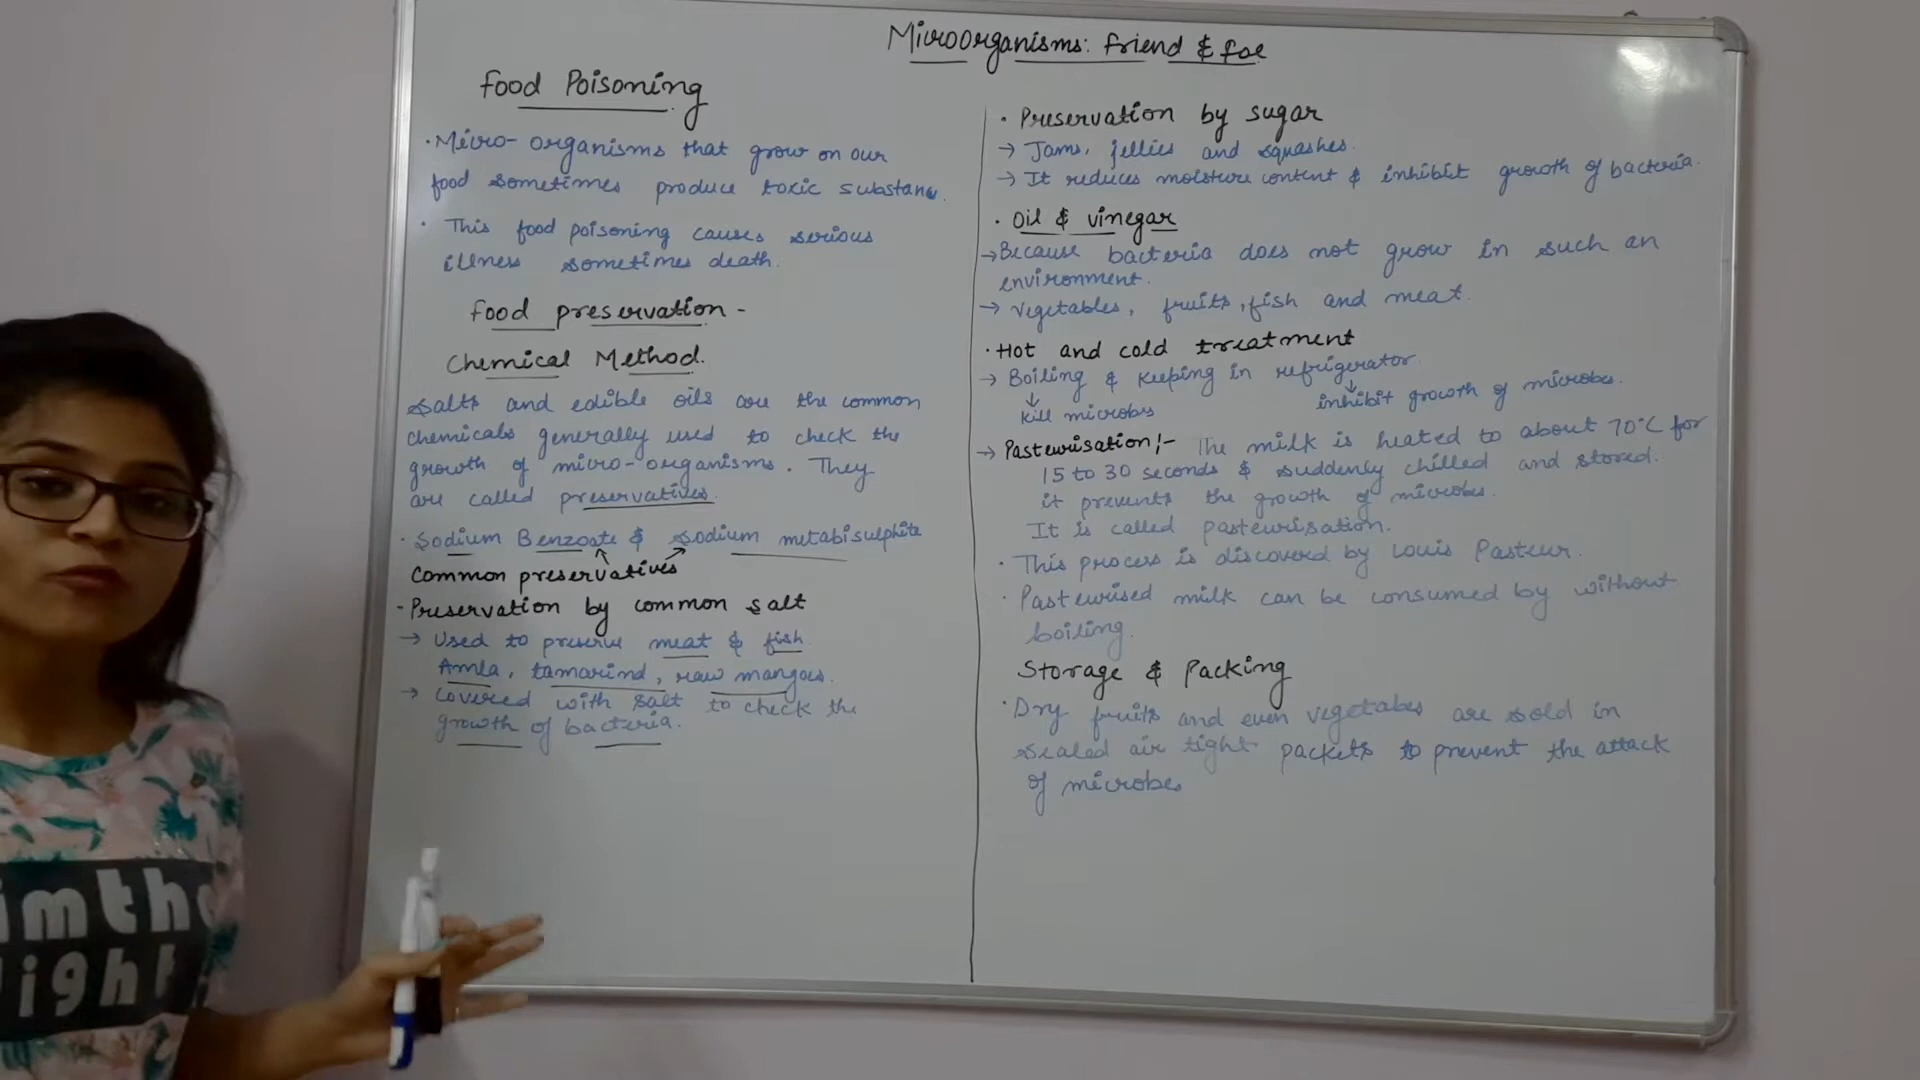 Microorganisms: friend & foe
food Poisoning
· Micro-organisms that grow on our
food sometimes produce toxic substanc
· This food poisoning causes serious
illness sometimes death.
food preservation -
Chemical Method.
Salts and edible oils are the common
chemicals generally used to check the
growth of micro-organisms. They
are called preservatives.
· Sodium Benzoate & Sodium metabisulphite
Common preservatives
- Preservation by common salt
→ Used to preserve meat & fish.
Amla, tamarind, raw mangoes.
→ Covered with salt to check the
growth of bacteria.
· Preservation by sugar
→ Jams, jellies and squashes.
→ It reduces moisture content & inhibit growth of bacteria.
· Oil & vinegar
→ Because bacteria does not grow in such an
environment.
→ vegetables, fruits, fish and meat.
· Hot and cold treatment
→ Boiling & Keeping in refrigerator.
↓ ↓
kill microbes inhibit growth of microbes.
→ Pasteurisation:- The milk is heated to about 70°C for
15 to 30 seconds & suddenly chilled and stored.
it prevents the growth of microbes.
It is called pasteurisation.
· This process is discovered by Louis Pasteur.
· Pasteurised milk can be consumed by without
boiling.
Storage & Packing
· Dry fruits and even vegetabes are sold in
sealed air tight packets to prevent the attack
of microbes
imth
light